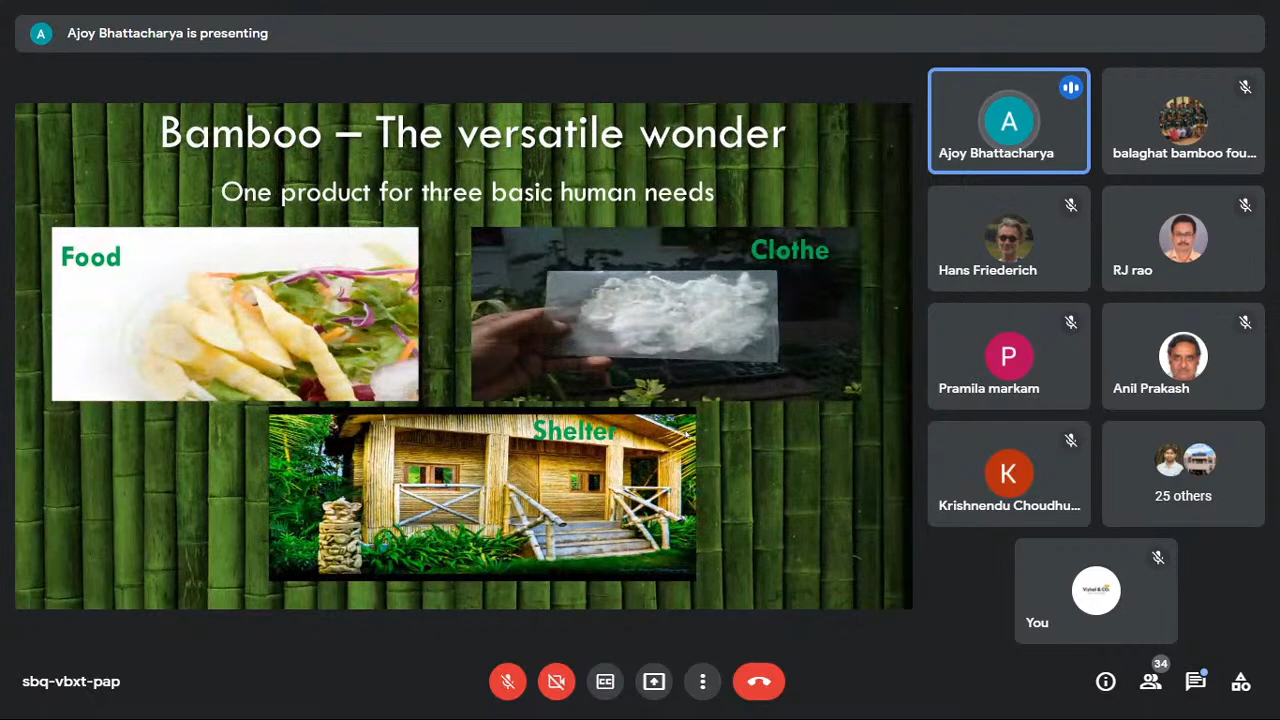 A
Ajoy Bhattacharya is presenting
Bamboo – The versatile wonder
One product for three basic human needs
Food
Clothe
Shelter
A
Ajoy Bhattacharya
balaghat bamboo fou...
Hans Friederich
RJ rao
P
Pramila markam
Anil Prakash
K
Krishnendu Choudhu...
25 others
You
sbq-vbxt-pap
CC
34